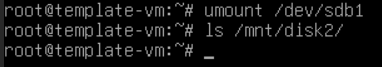 root@template-vm:~# umount /dev/sdb1
root@template-vm:~# ls /mnt/disk2/
root@template-vm:~# _